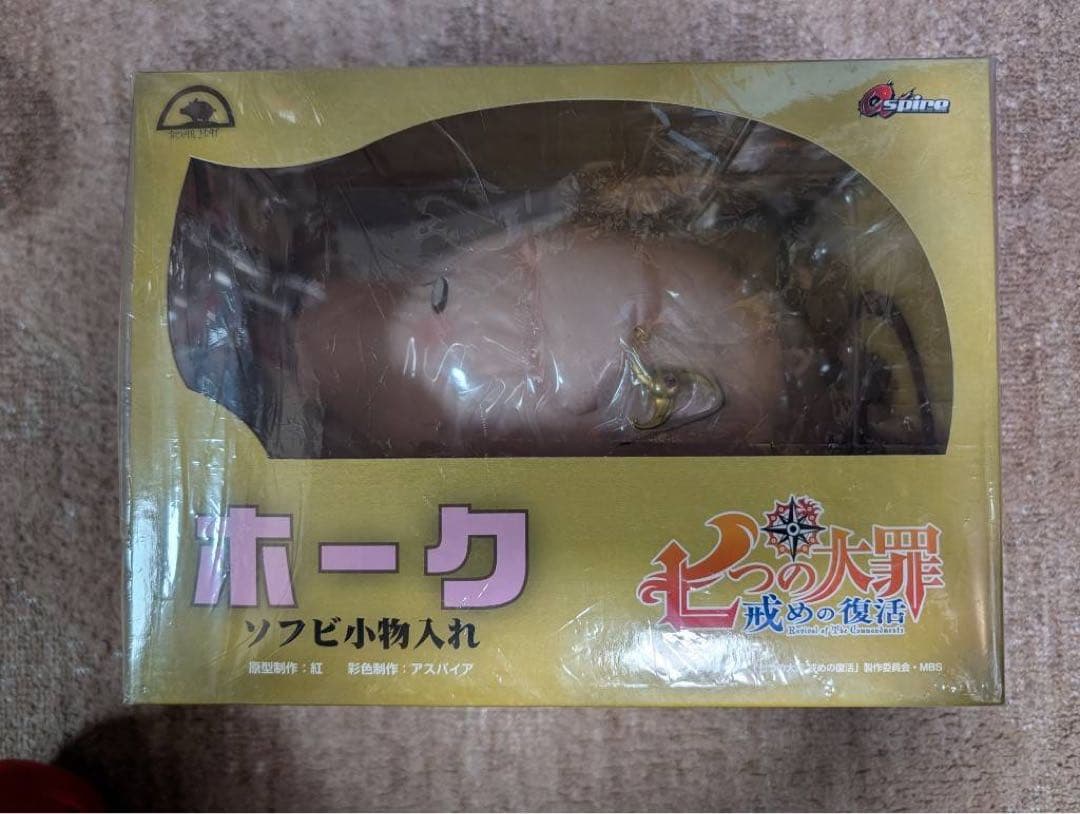 espire
ホーク
ソフビ小物入れ
原型制作：紅 彩色制作：アスパイア
七つの大罪
戒めの復活
Revival of The Commandments
戒めの復活」製作委員会・MBS